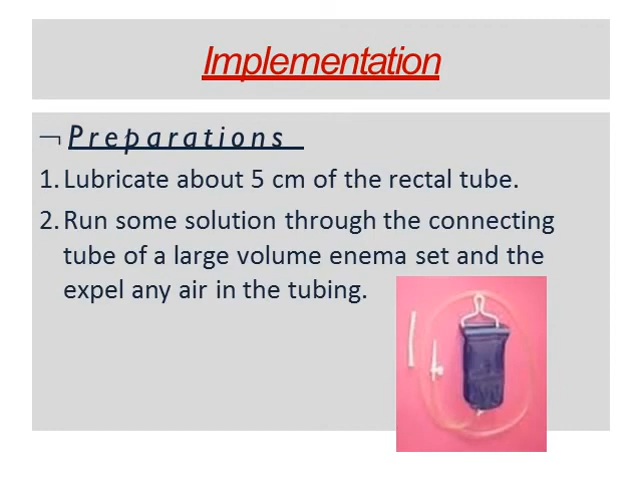 Implementation
¬ Preparations
1. Lubricate about 5 cm of the rectal tube.
2. Run some solution through the connecting
tube of a large volume enema set and the
expel any air in the tubing.